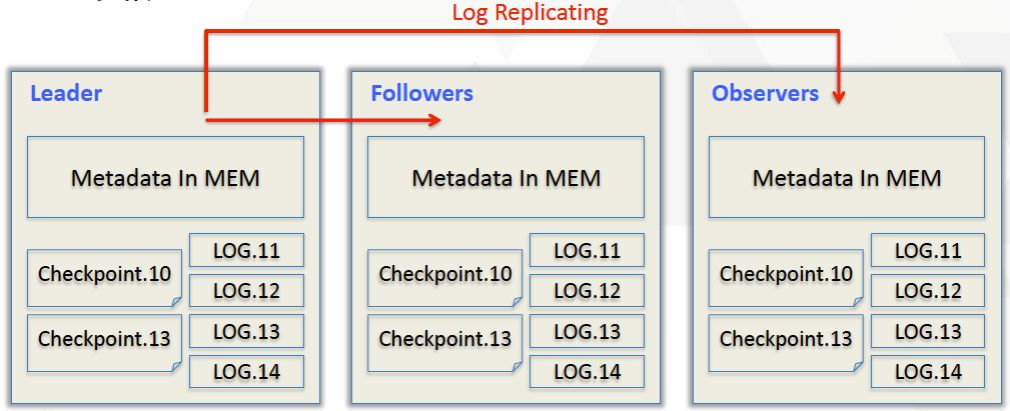 Log Replicating
Leader
Metadata In MEM
Checkpoint.10
Checkpoint.13
LOG.11
LOG.12
LOG.13
LOG.14
Followers
Metadata In MEM
Checkpoint.10
Checkpoint.13
LOG.11
LOG.12
LOG.13
LOG.14
Observers
Metadata In MEM
Checkpoint.10
Checkpoint.13
LOG.11
LOG.12
LOG.13
LOG.14